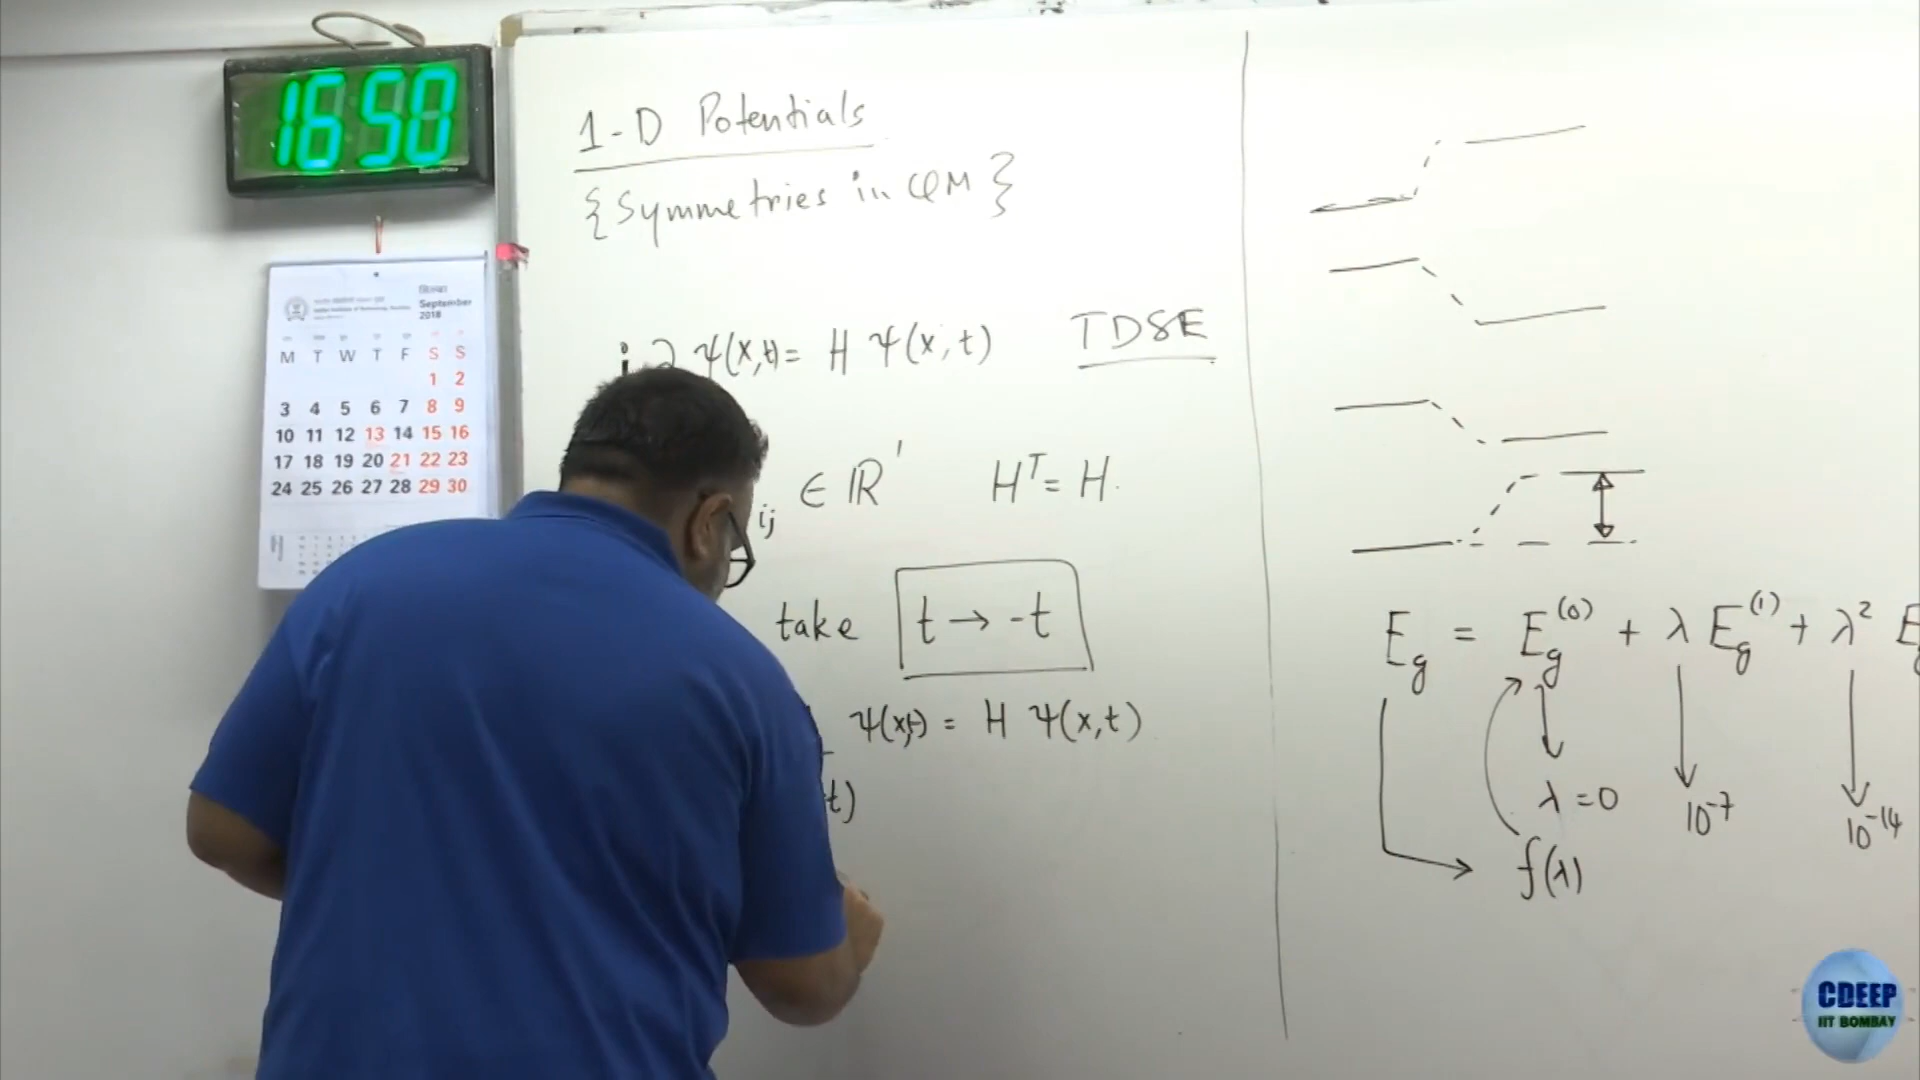 16:50
September
2018
M T W T F S S
1 2
3 4 5 6 7 8 9
10 11 12 13 14 15 16
17 18 19 20 21 22 23
24 25 26 27 28 29 30
1-D Potentials
{Symmetries in QM}
i ∂ Ψ(x,t) = H Ψ(x,t) TDSE
ij ∈ ℝ' Hᵀ = H.
take t → -t
Ψ(x,t) = H Ψ(x,t)
t)
E_g = E_g^(0) + λ E_g^(1) + λ² E
λ = 0
10^-7
10^-14
f(λ)
CDEEP
IIT BOMBAY